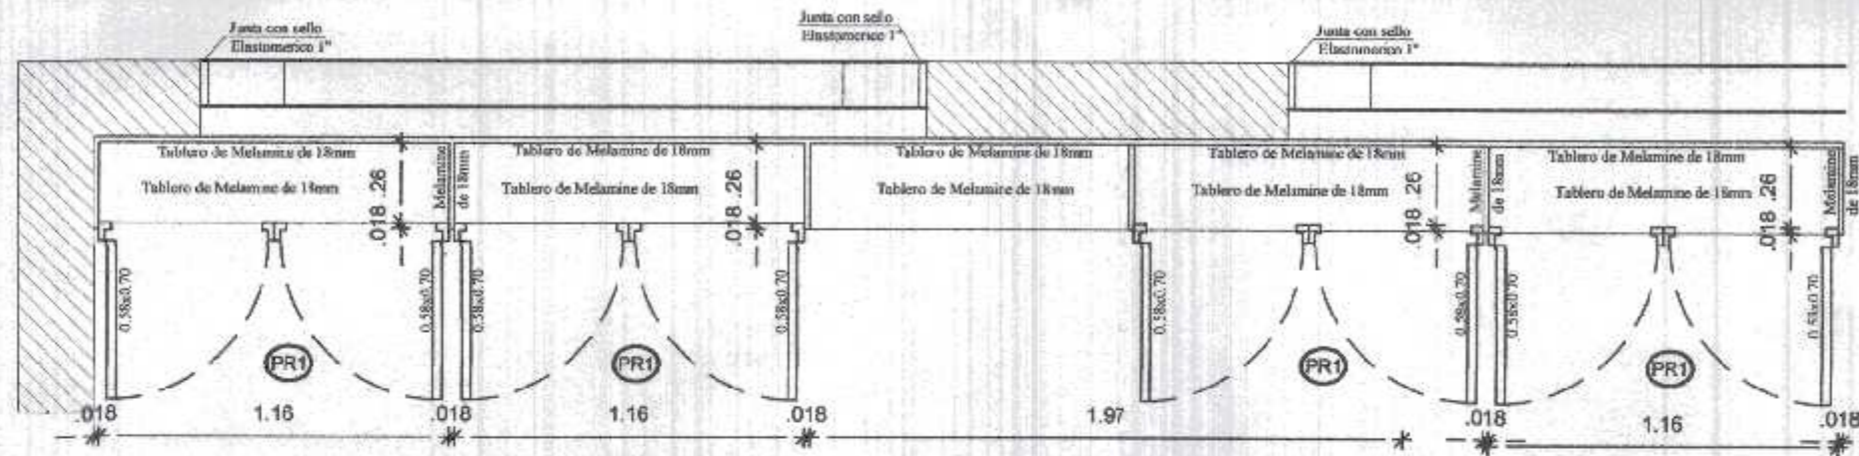 Junta con sello
Elastomerico 1"
Junta con sello
Elastomerico 1"
Junta con sello
Elastomerico 1"
Tablero de Melamine de 18mm
Tablero de Melamine de 18mm
Tablero de Melamine de 18mm
Tablero de Melamine de 18mm
Tablero de Melamine de 18mm
Tablero de Melamine de 18mm
Tablero de Melamine de 18mm
Tablero de Melamine de 18mm
Tablero de Melamine de 18mm
Tablero de Melamine de 18mm
.018 .26
Melamine
de 18mm
.018 .26
.018 .26
Melamine
de 18mm
.018 .26
Melamine
de 18mm
0.58x0.70
0.58x0.70
0.58x0.70
0.58x0.70
0.58x0.70
0.58x0.70
0.58x0.70
PR1
PR1
PR1
PR1
.018
1.16
.018
1.16
.018
1.97
.018
1.16
.018